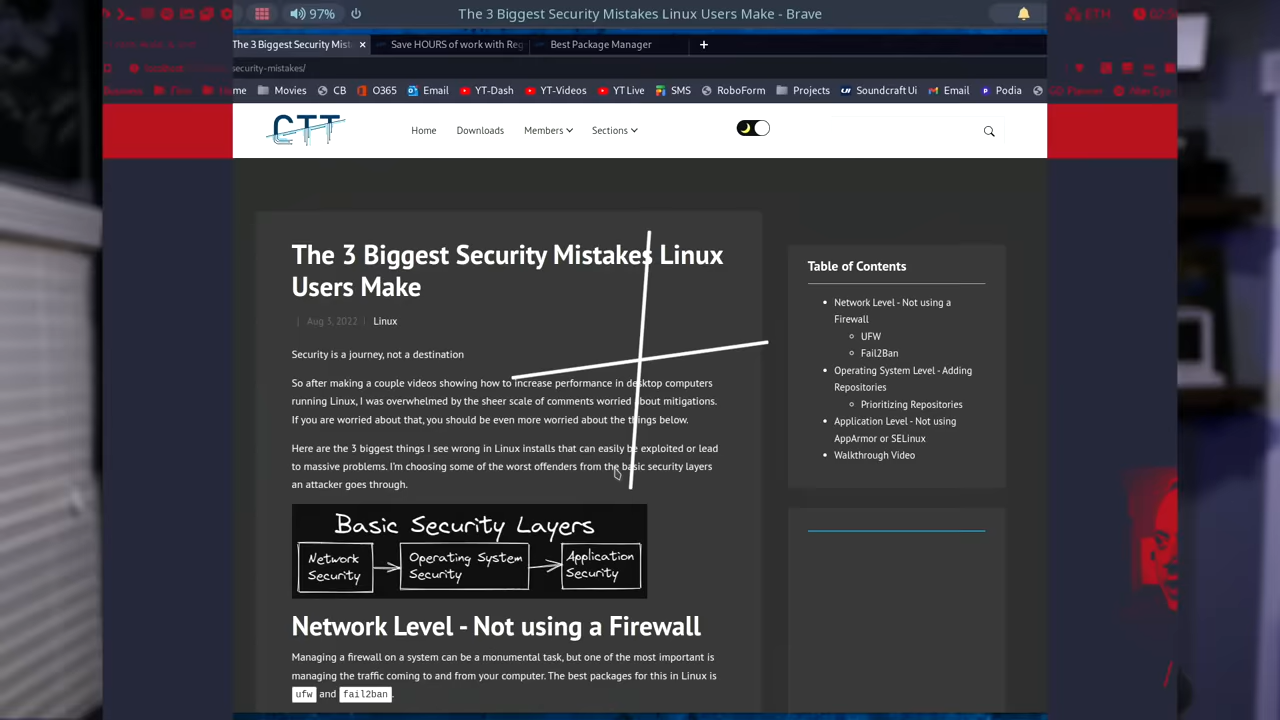 97%
The 3 Biggest Security Mistakes Linux Users Make - Brave
ETH
The 3 Biggest Security Mist
Save HOURS of work with Reg
Best Package Manager
localhost
security-mistakes/
Movies
CB
O365
Email
YT-Dash
YT-Videos
YT Live
SMS
RoboForm
Projects
Soundcraft Ui
Email
Podia
CTT
Home
Downloads
Members
Sections
The 3 Biggest Security Mistakes Linux
Users Make
| Aug 5, 2022 | Linux
Security is a journey, not a destination
So after making a couple videos showing how to increase performance in desktop computers
running Linux, I was overwhelmed by the sheer scale of comments worried about mitigations.
If you are worried about that, you should be even more worried about the things below.
Here are the 3 biggest things I see wrong in Linux installs that can easily be exploited or lead
to massive problems. I'm choosing some of the worst offenders from the basic security layers
an attacker goes through.
Basic Security Layers
Network
Security
Operating System
Security
Application
Security
Network Level - Not using a Firewall
Managing a firewall on a system can be a monumental task, but one of the most important is
managing the traffic coming to and from your computer. The best packages for this in Linux is
ufw and fail2ban.
Table of Contents
Network Level - Not using a
Firewall
UFW
Fail2Ban
Operating System Level - Adding
Repositories
Prioritizing Repositories
Application Level - Not using
AppArmor or SELinux
Walkthrough Video